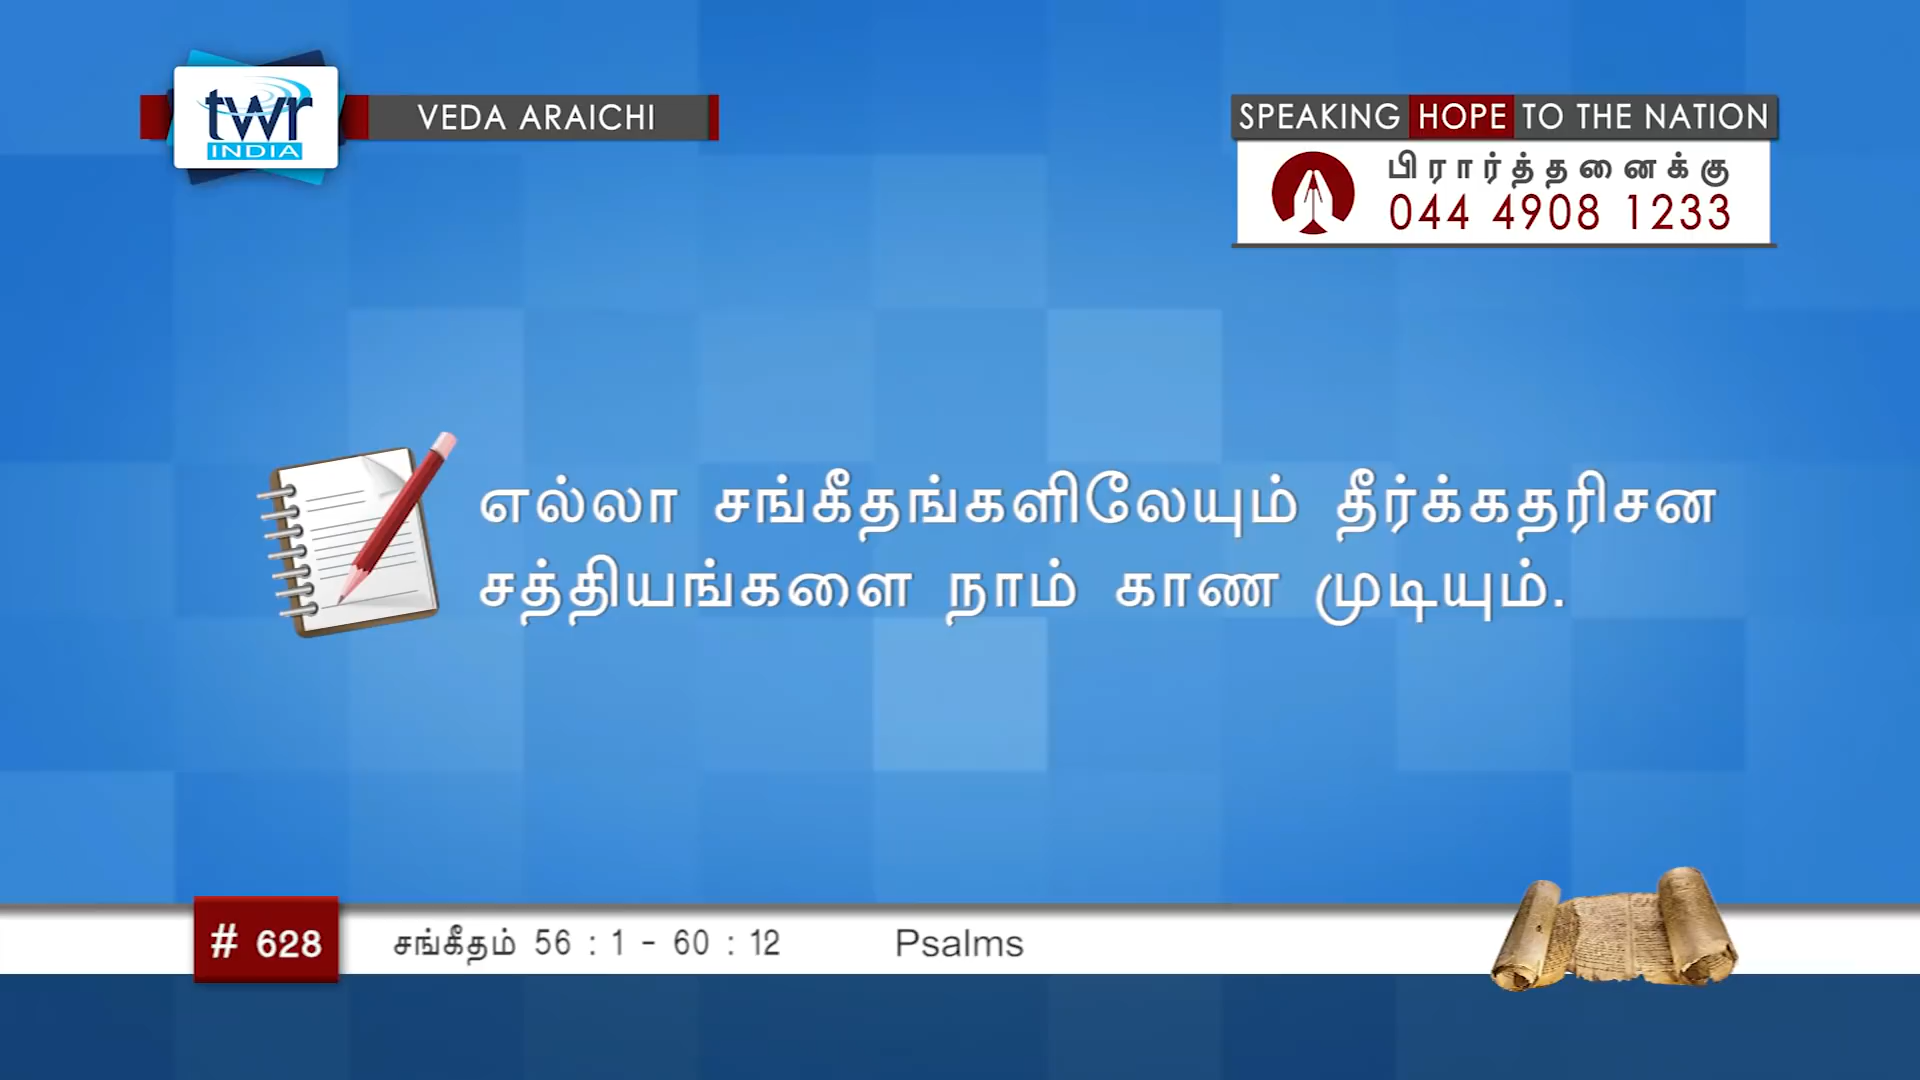 twr
INDIA
VEDA ARAICHI
SPEAKING HOPE TO THE NATION
பிரார்த்தனைக்கு
044 4908 1233
எல்லா சங்கீதங்களிலேயும் தீர்க்கதரிசன
சத்தியங்களை நாம் காண முடியும்.
# 628
சங்கீதம் 56 : 1 - 60 : 12 Psalms